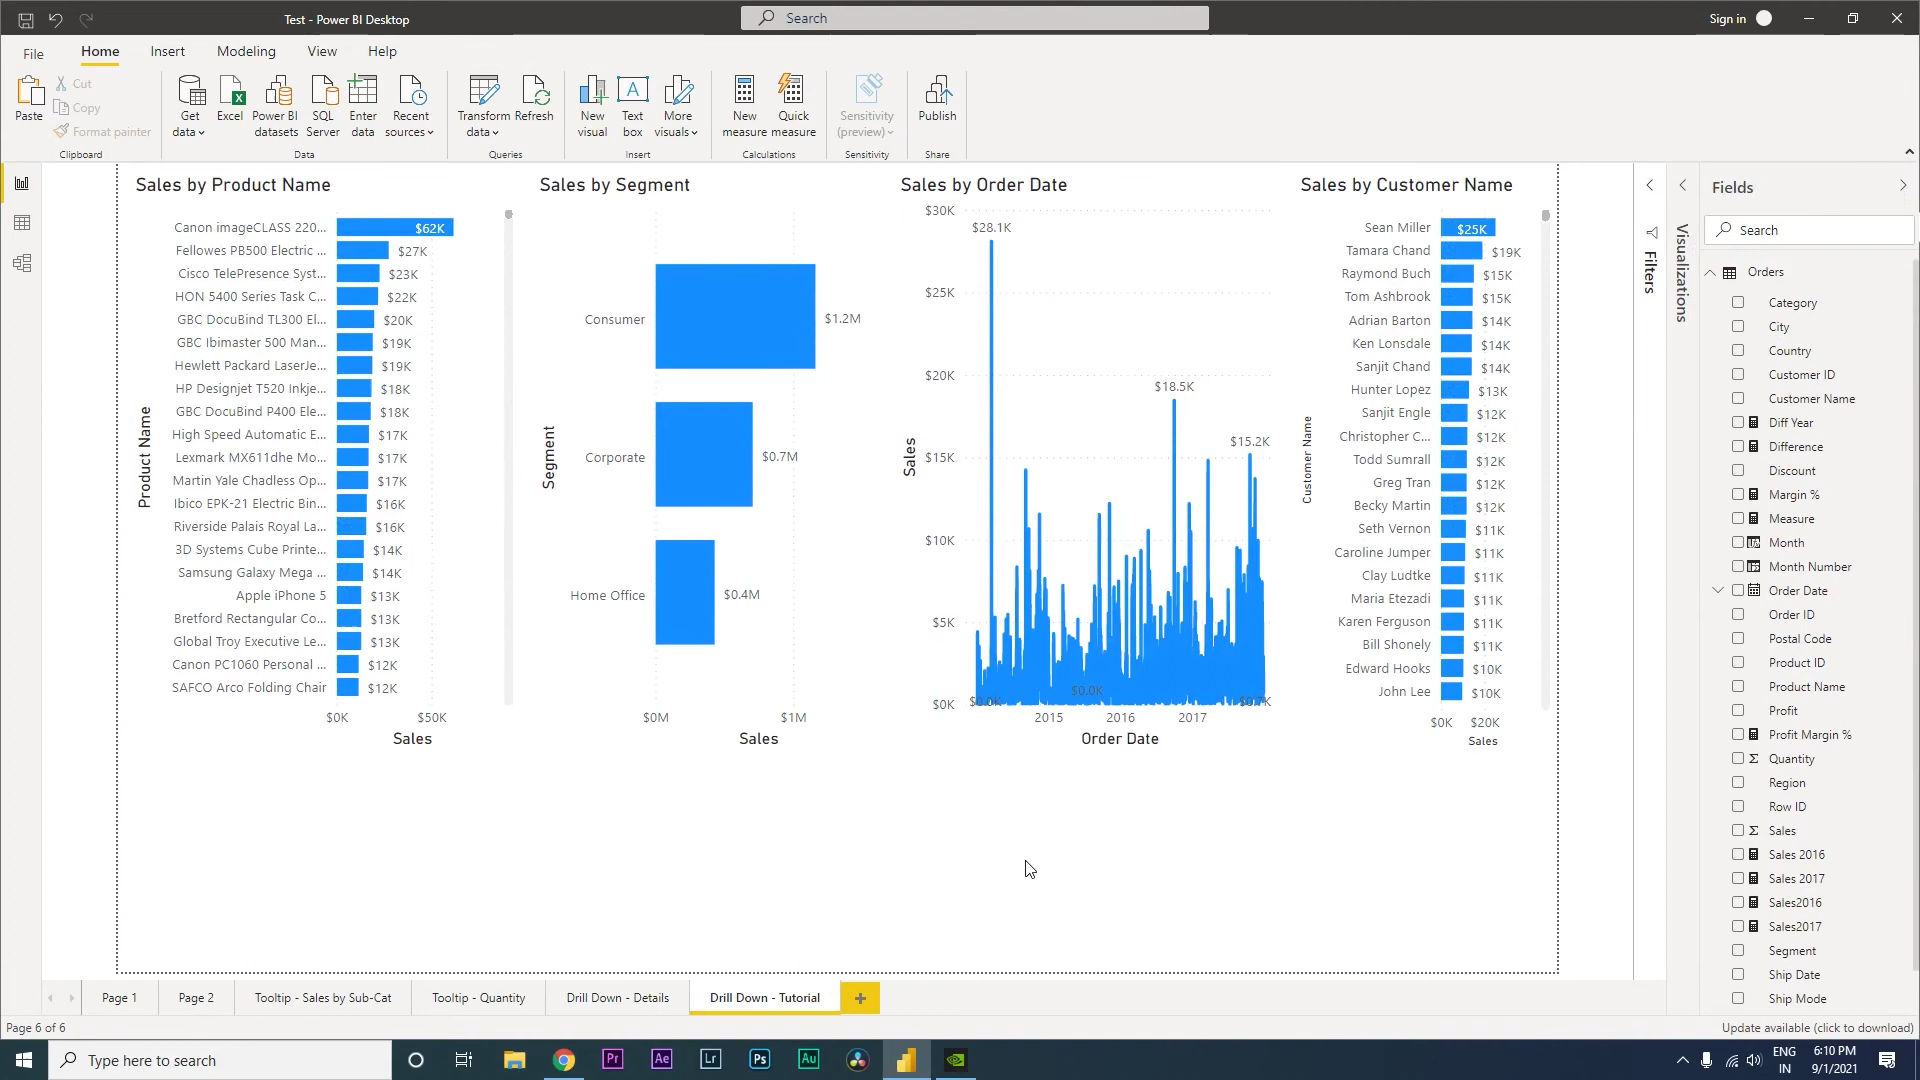 Test - Power BI Desktop
Search
Sign in
File
Home
Insert
Modeling
View
Help
Paste
Cut
Copy
Format painter
Get data
Excel
Power BI datasets
SQL Server
Enter data
Recent sources
Transform data
Refresh
New visual
Text box
More visuals
New measure
Quick measure
Sensitivity (preview)
Publish
Clipboard
Data
Queries
Insert
Calculations
Sensitivity
Share
Sales by Product Name
Product Name
Canon imageCLASS 220... $62K
Fellowes PB500 Electric ... $27K
Cisco TelePresence Syst... $23K
HON 5400 Series Task C... $22K
GBC DocuBind TL300 El... $20K
GBC Ibimaster 500 Man... $19K
Hewlett Packard LaserJe... $19K
HP Designjet T520 Inkje... $18K
GBC DocuBind P400 Ele... $18K
High Speed Automatic E... $17K
Lexmark MX611dhe Mo... $17K
Martin Yale Chadless Op... $17K
Ibico EPK-21 Electric Bin... $16K
Riverside Palais Royal La... $16K
3D Systems Cube Printe... $14K
Samsung Galaxy Mega ... $14K
Apple iPhone 5 $13K
Bretford Rectangular Co... $13K
Global Troy Executive Le... $13K
Canon PC1060 Personal ... $12K
SAFCO Arco Folding Chair $12K
$0K $50K
Sales
Sales by Segment
Segment
Consumer $1.2M
Corporate $0.7M
Home Office $0.4M
$0M $1M
Sales
Sales by Order Date
Sales
$30K
$28.1K
$25K
$20K
$18.5K
$15.2K
$15K
$10K
$5K
$0.0K
$0K $0.0K $0.7K
2015 2016 2017
Order Date
Sales by Customer Name
Customer Name
Sean Miller $25K
Tamara Chand $19K
Raymond Buch $15K
Tom Ashbrook $15K
Adrian Barton $14K
Ken Lonsdale $14K
Sanjit Chand $14K
Hunter Lopez $13K
Sanjit Engle $12K
Christopher C... $12K
Todd Sumrall $12K
Greg Tran $12K
Becky Martin $12K
Seth Vernon $11K
Caroline Jumper $11K
Clay Ludtke $11K
Maria Etezadi $11K
Karen Ferguson $11K
Bill Shonely $11K
Edward Hooks $10K
John Lee $10K
$0K $20K
Sales
Filters
Visualizations
Fields
Search
Orders
Category
City
Country
Customer ID
Customer Name
Diff Year
Difference
Discount
Margin %
Measure
Month
Month Number
Order Date
Order ID
Postal Code
Product ID
Product Name
Profit
Profit Margin %
Σ Quantity
Region
Row ID
Σ Sales
Sales 2016
Sales 2017
Sales2016
Sales2017
Segment
Ship Date
Ship Mode
Page 1
Page 2
Tooltip - Sales by Sub-Cat
Tooltip - Quantity
Drill Down - Details
Drill Down - Tutorial
Page 6 of 6
Update available (click to download)
Type here to search
Pr
Ae
Lr
Ps
Au
ENG
IN
6:10 PM
9/1/2021